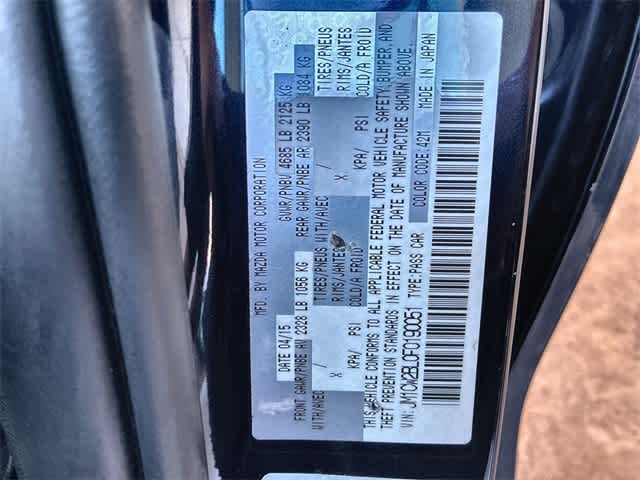 MFD. BY MAZDA MOTOR CORPORATION
DATE 04/15 GVWR/PNBV 4685 LB 2125 KG
FRONT GAWR/PNBE AV 2328 LB 1056 KG REAR GAWR/PNBE AR 2390 LB 1084 KG
WITH/AVEC TIRES/PNEUS WITH/AVEC TIRES/PNEUS
X RIMS/JANTES X RIMS/JANTES
KPA/ PSI COLD/A FROID KPA/ PSI COLD/A FROID
THIS VEHICLE CONFORMS TO ALL APPLICABLE FEDERAL MOTOR VEHICLE SAFETY, BUMPER, AND
THEFT PREVENTION STANDARDS IN EFFECT ON THE DATE OF MANUFACTURE SHOWN ABOVE.
VIN: JM1CW2BL0F0190051 TYPE: PASS CAR COLOR CODE: 42M MADE IN JAPAN